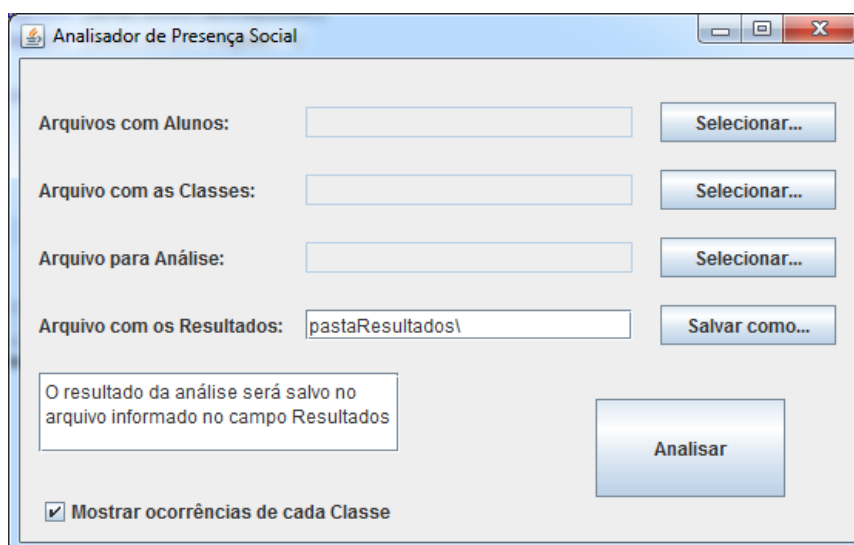 Analisador de Presença Social
Arquivos com Alunos:
Selecionar...
Arquivo com as Classes:
Selecionar...
Arquivo para Análise:
Selecionar...
Arquivo com os Resultados:
pastaResultados\
Salvar como...
O resultado da análise será salvo no
arquivo informado no campo Resultados
Analisar
Mostrar ocorrências de cada Classe